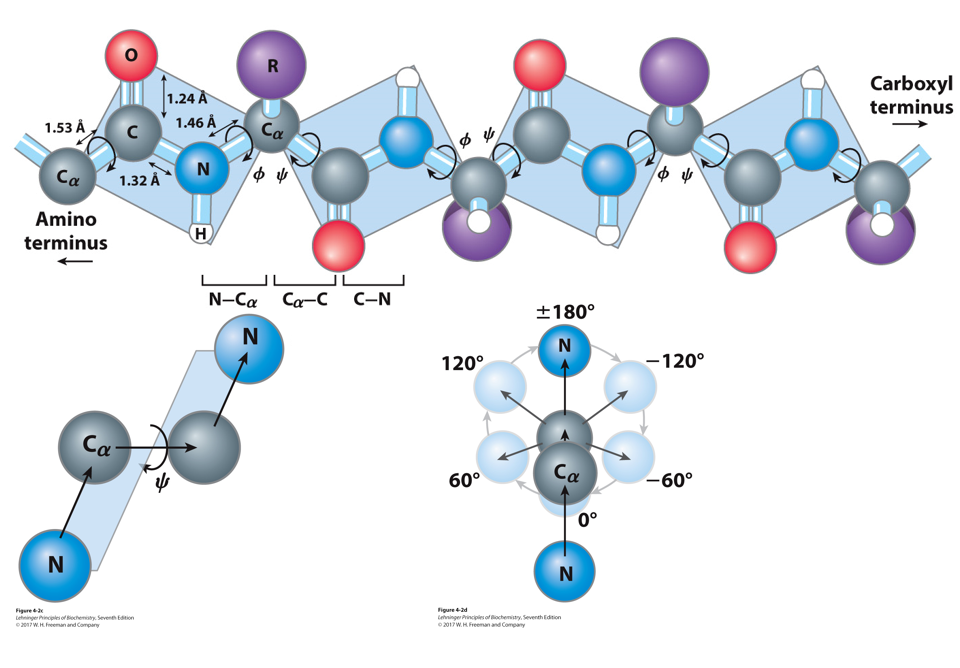 O
R
1.24 Å
1.53 Å
1.46 Å
C
Cα
Carboxyl
terminus
Cα
N
1.32 Å
ϕ ψ
ϕ ψ
ϕ ψ
H
Amino
terminus
N–Cα
Cα–C
C–N
N
Cα
ψ
N
Figure 4-2c
Lehninger Principles of Biochemistry, Seventh Edition
© 2017 W. H. Freeman and Company
±180°
N
120°
−120°
Cα
60°
−60°
0°
N
Figure 4-2d
Lehninger Principles of Biochemistry, Seventh Edition
© 2017 W. H. Freeman and Company